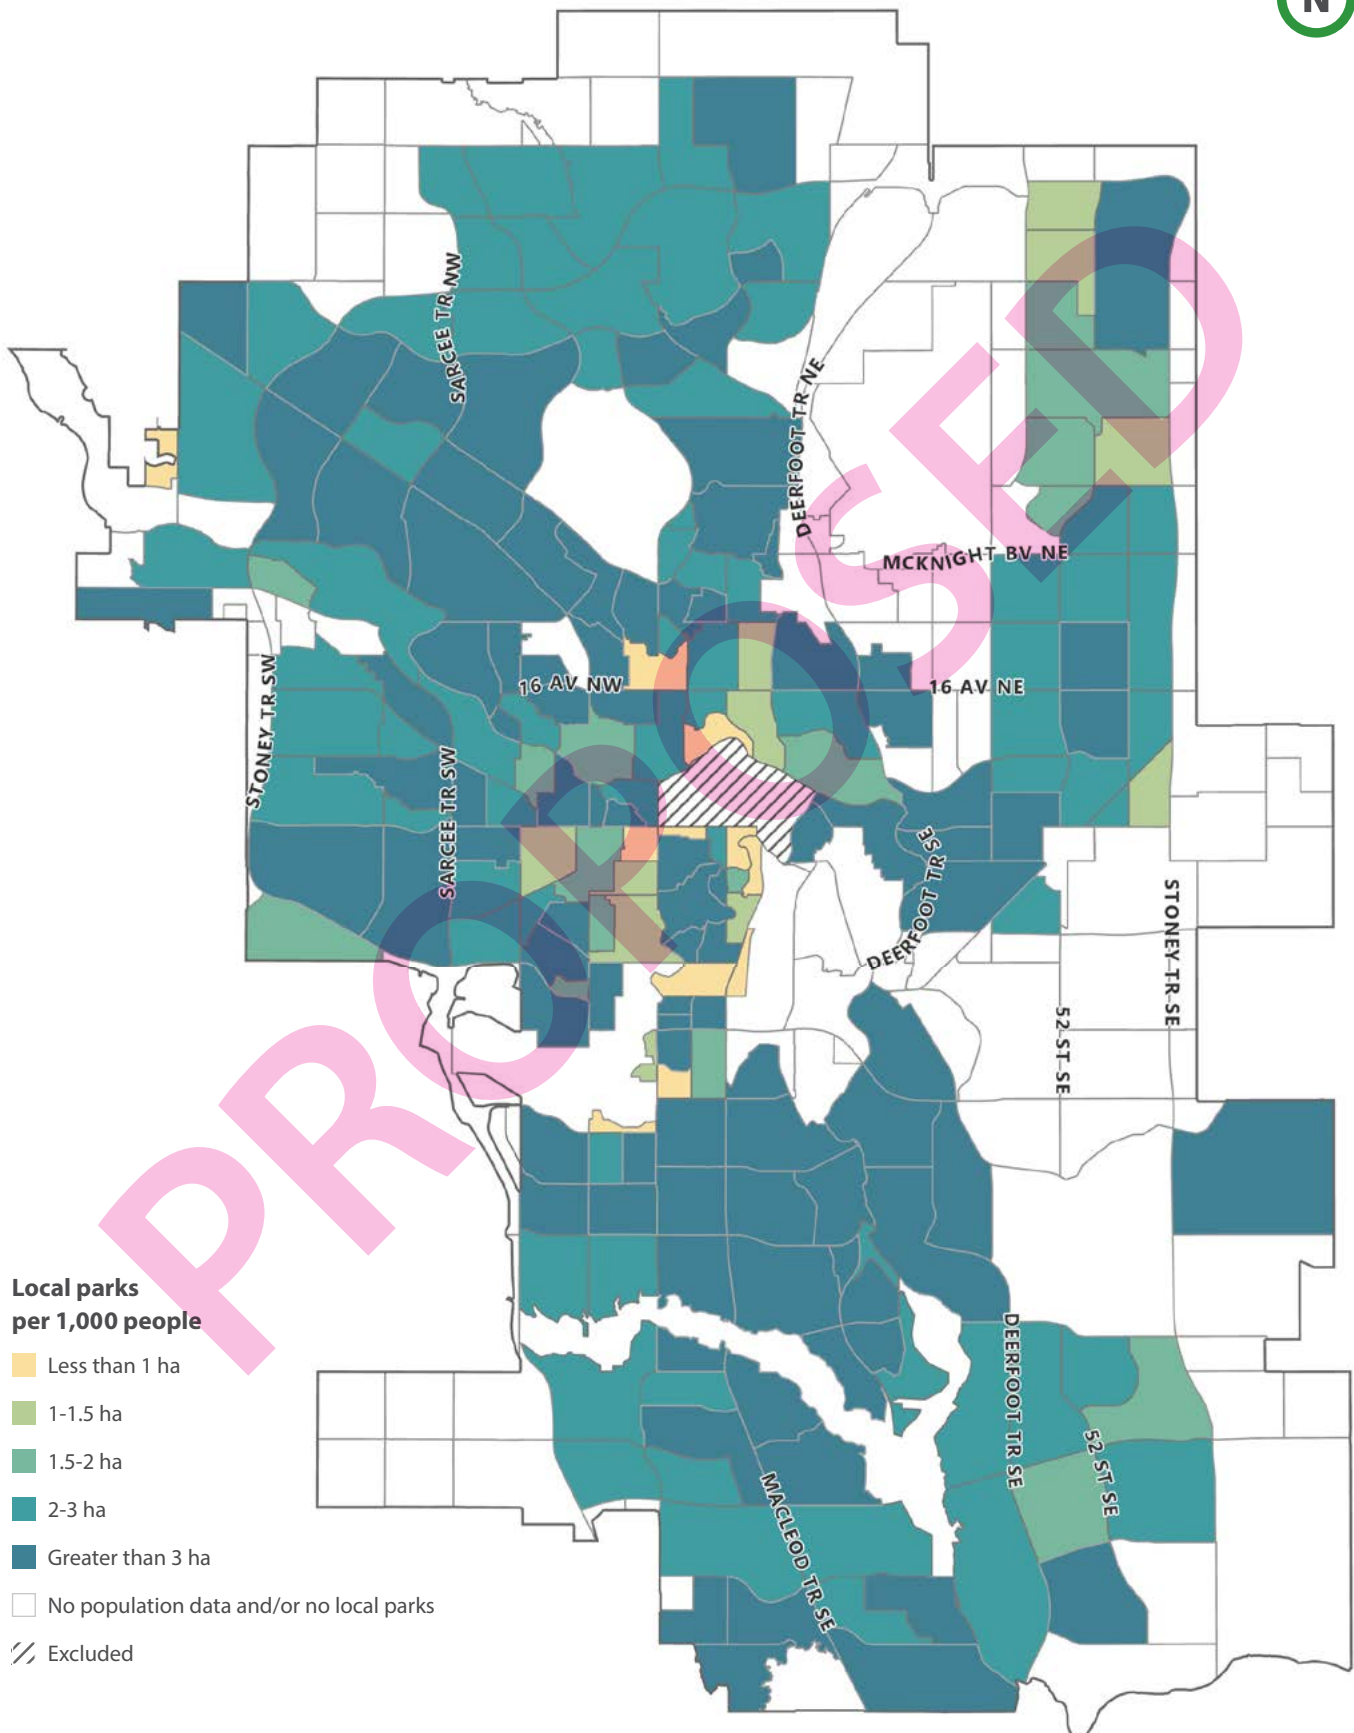 N
SARCEE TR NW
DEERFOOT TR NE
MCKNIGHT BV NE
16 AV NW
16 AV NE
STONEY TR SW
SARCEE TR SW
DEERFOOT TR SE
STONEY TR SE
52 ST SE
DEERFOOT TR SE
52 ST SE
MACLEOD TR SE
PROPOSED
Local parks
per 1,000 people
Less than 1 ha
1-1.5 ha
1.5-2 ha
2-3 ha
Greater than 3 ha
No population data and/or no local parks
Excluded